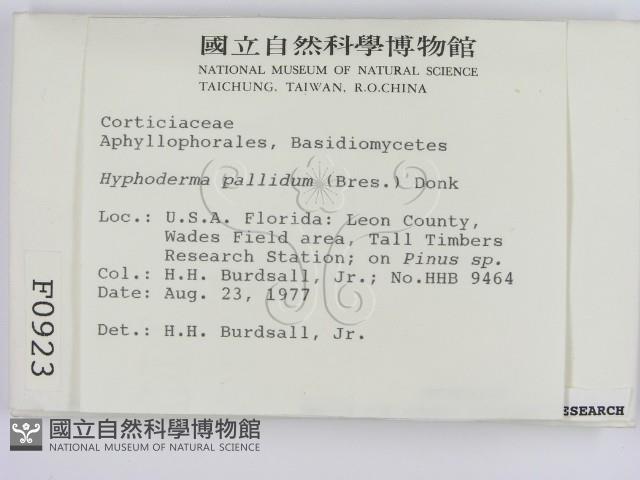 國立自然科學博物館
NATIONAL MUSEUM OF NATURAL SCIENCE
TAICHUNG, TAIWAN, R.O.CHINA
Corticiaceae
Aphyllophorales, Basidiomycetes
Hyphoderma pallidum (Bres.) Donk
Loc.: U.S.A. Florida: Leon County,
Wades Field area, Tall Timbers
Research Station; on Pinus sp.
Col.: H.H. Burdsall, Jr.; No.HHB 9464
Date: Aug. 23, 1977
Det.: H.H. Burdsall, Jr.
F0923
ESEARCH
國立自然科學博物館
NATIONAL MUSEUM OF NATURAL SCIENCE